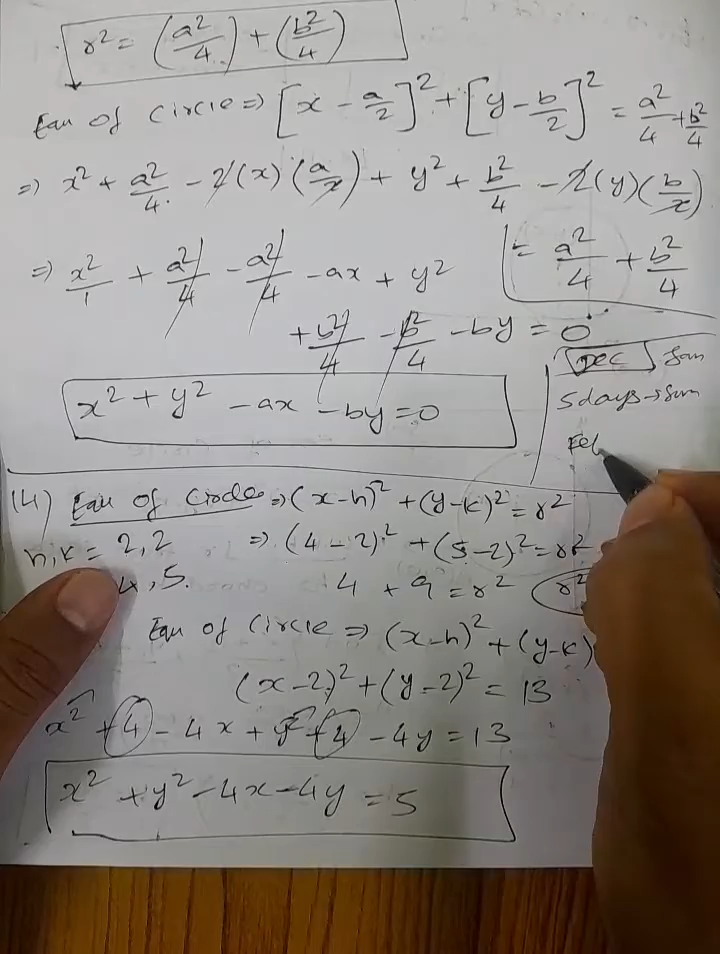 r² = (a²/4) + (b²/4)
Eqn of circle ⇒ [x - a/2]² + [y - b/2]² = a²/4 + b²/4
⇒ x² + a²/4 - 2(x)(a/2) + y² + b²/4 - 2(y)(b/2)
= a²/4 + b²/4
⇒ x²/1 + a²/4 - a²/4 - ax + y²
+ b²/4 - b²/4 - by = 0
x² + y² - ax - by = 0
5days →
(4) Eqn of Circle ⇒ (x-h)² + (y-k)² = r²
h,k = 2,2 ⇒ (4-2)² + (5-2)² = r²
4,5. 4 + 9 = r² r²
Eqn of Circle ⇒ (x-h)² + (y-k)
(x-2)² + (y-2)² = 13
x² + 4 - 4x + y² + 4 - 4y = 13
x² + y² - 4x - 4y = 5